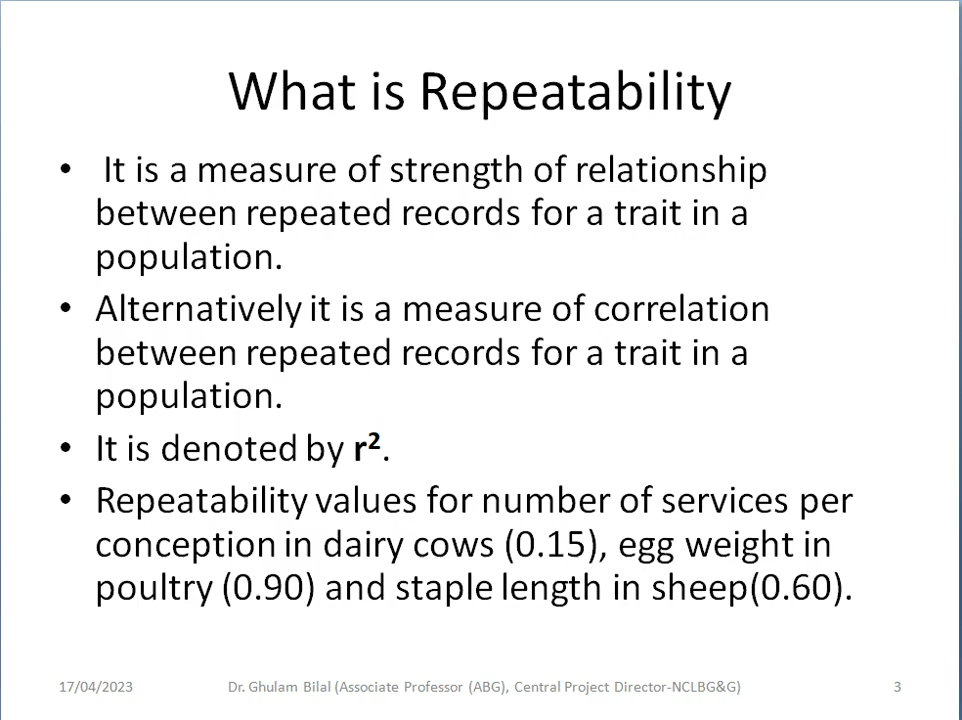 What is Repeatability
• It is a measure of strength of relationship
between repeated records for a trait in a
population.
• Alternatively it is a measure of correlation
between repeated records for a trait in a
population.
• It is denoted by r².
• Repeatability values for number of services per
conception in dairy cows (0.15), egg weight in
poultry (0.90) and staple length in sheep(0.60).
17/04/2023 Dr. Ghulam Bilal (Associate Professor (ABG), Central Project Director-NCLBG&G) 3